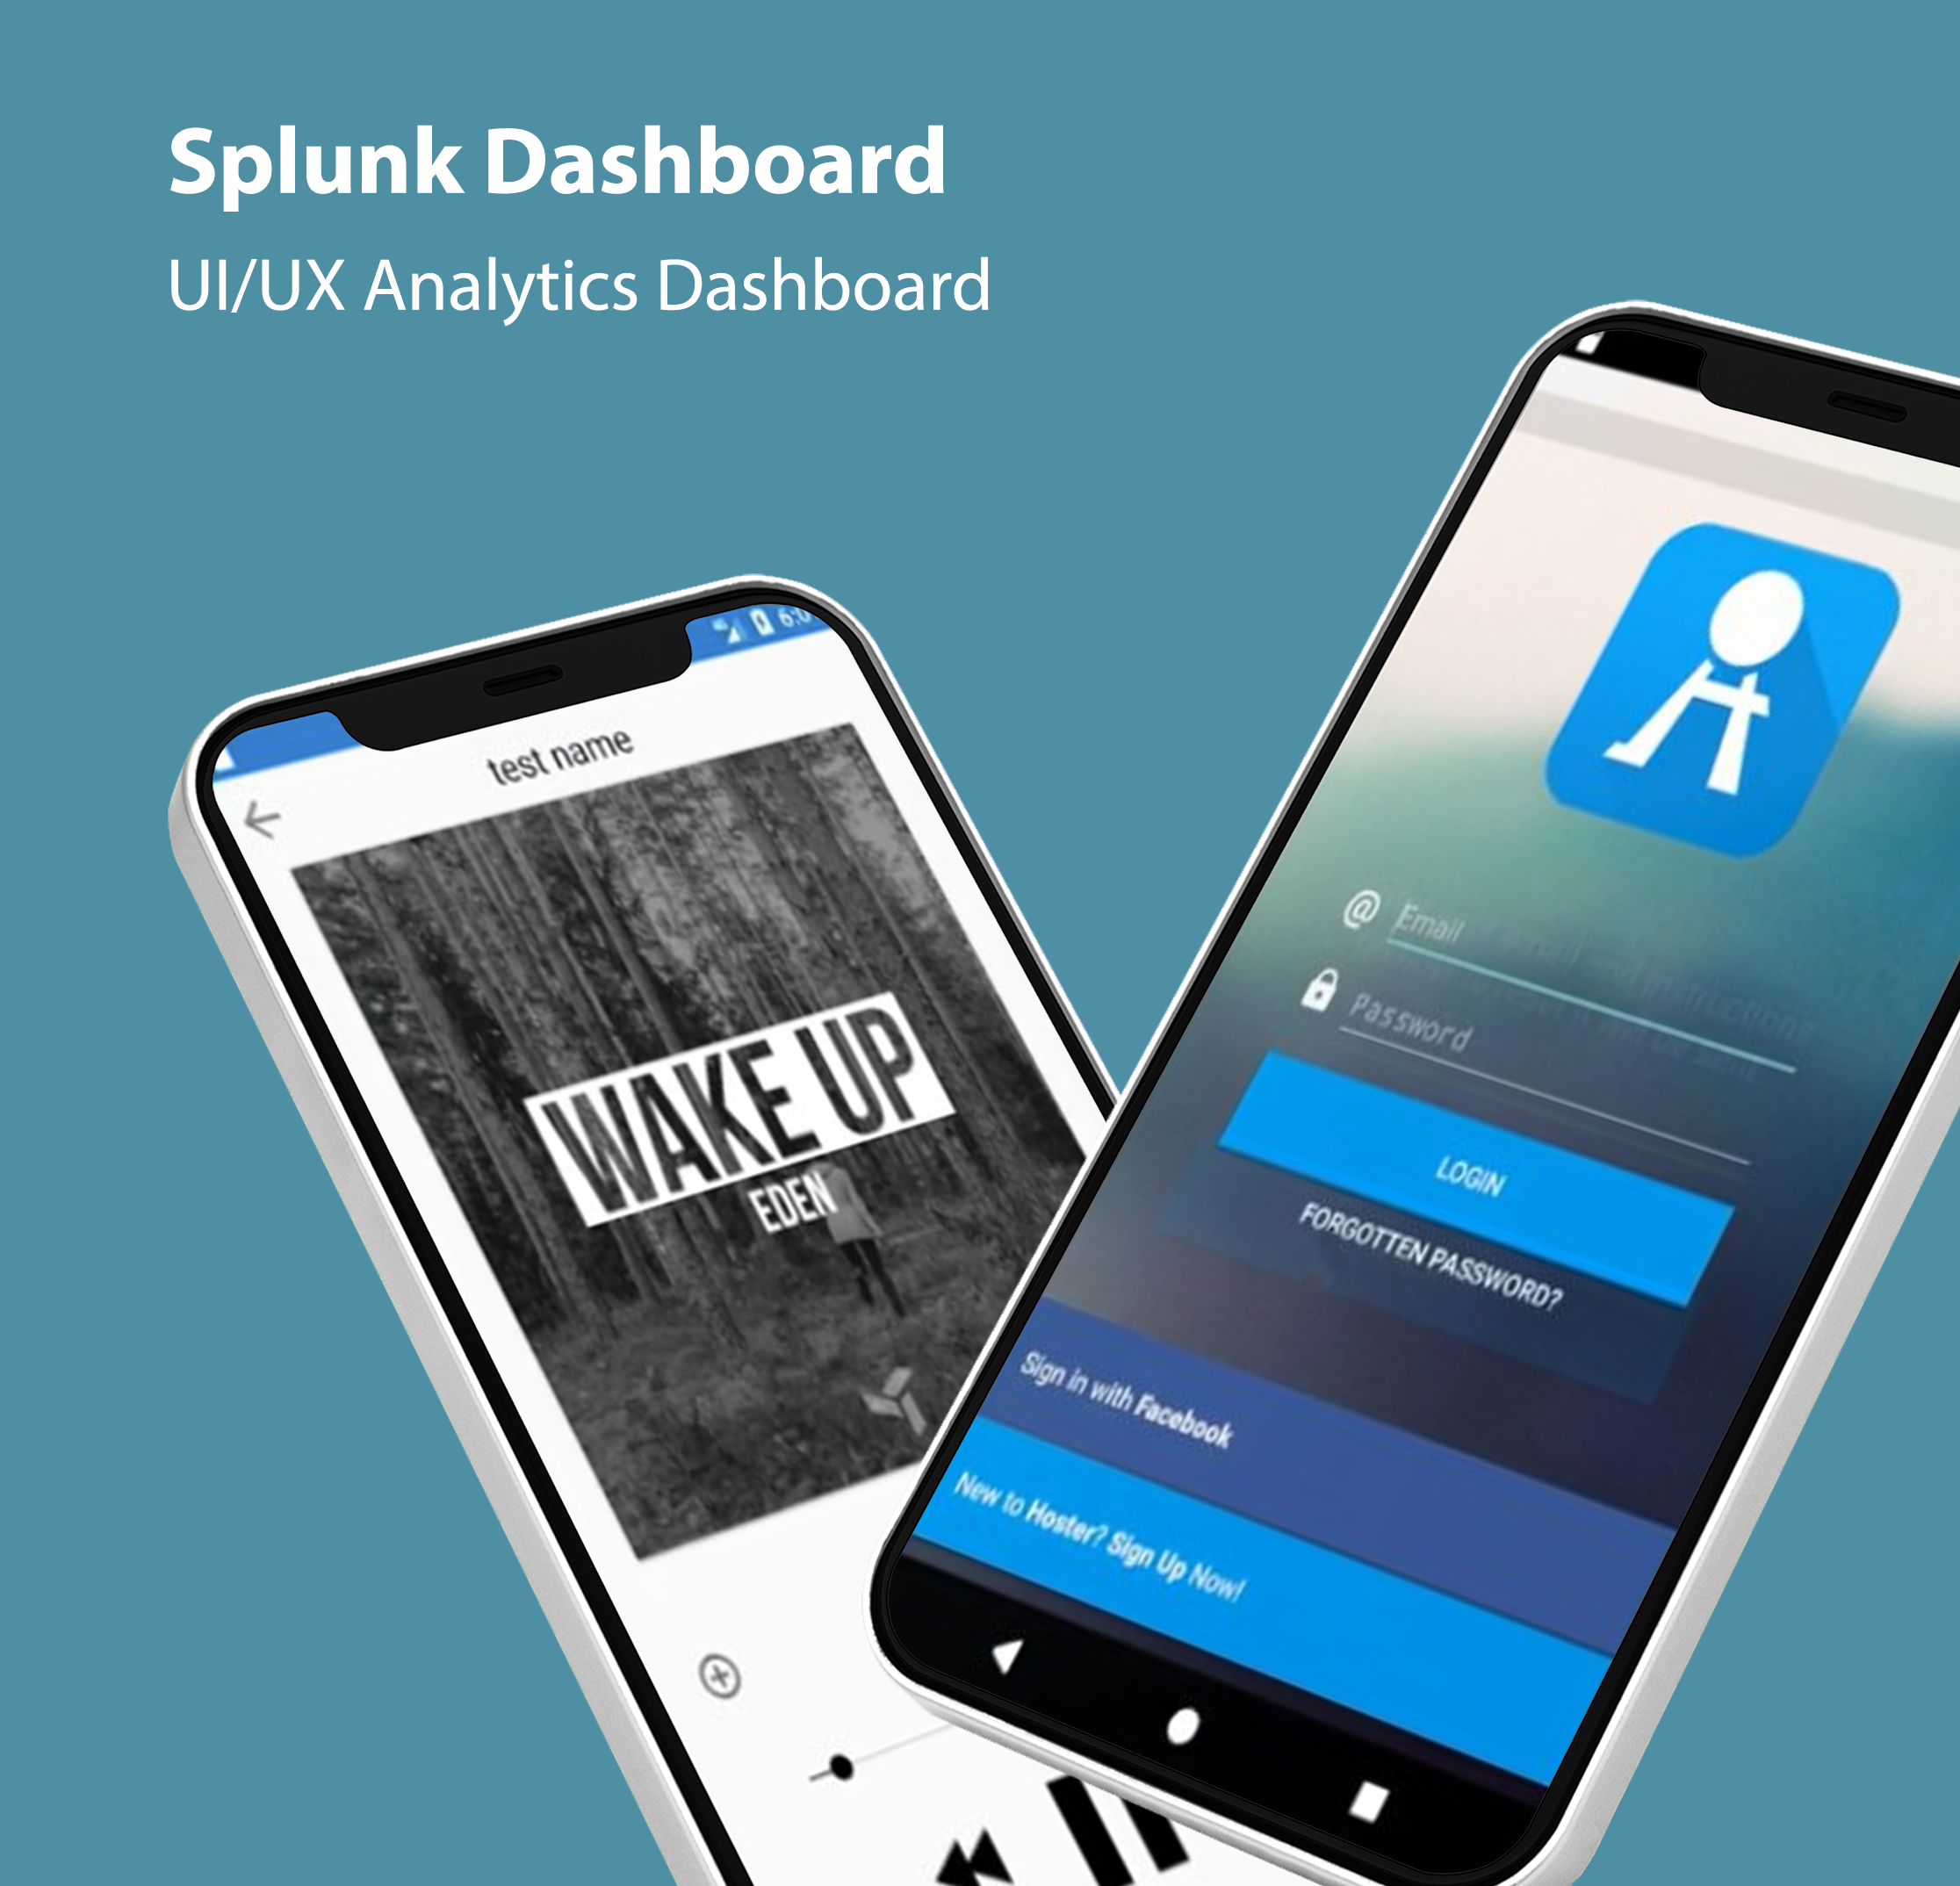 Splunk Dashboard
UI/UX Analytics Dashboard
test name
WAKE UP
EDEN
@ Email
Password
LOGIN
FORGOTTEN PASSWORD?
Sign in with Facebook
New to Hoster? Sign Up Now!